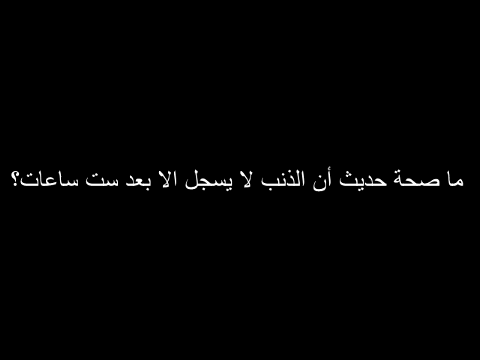 ما صحة حديث أن الذنب لا يسجل الا بعد ست ساعات؟